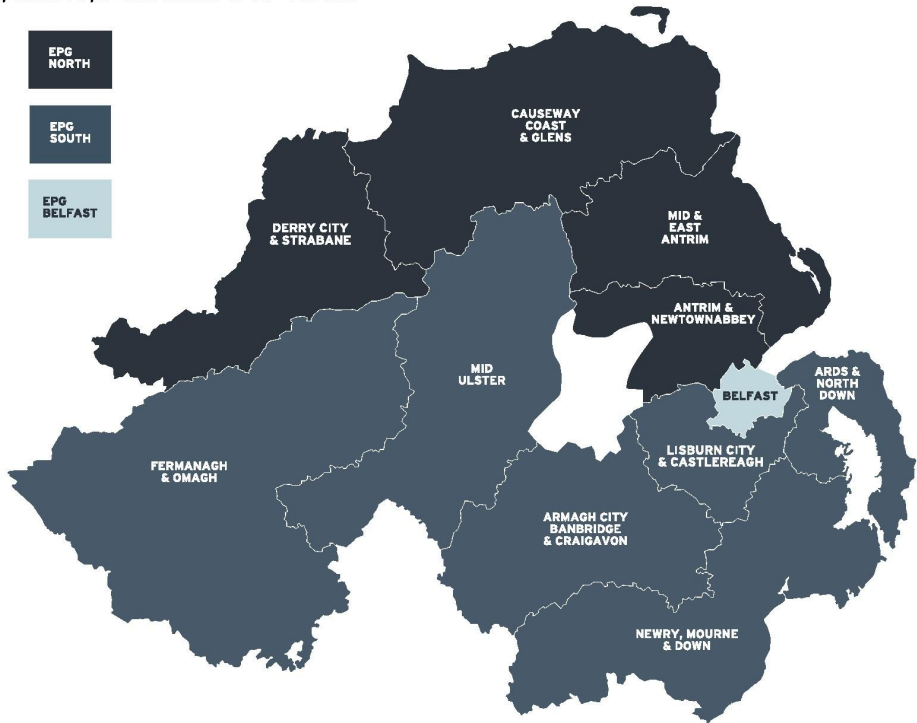 EPG
NORTH
EPG
SOUTH
EPG
BELFAST
CAUSEWAY
COAST
& GLENS
DERRY CITY
& STRABANE
MID &
EAST
ANTRIM
ANTRIM &
NEWTOWNABBEY
MID
ULSTER
BELFAST
ARDS &
NORTH
DOWN
FERMANAGH
& OMAGH
LISBURN CITY
& CASTLEREAGH
ARMAGH CITY
BANBRIDGE
& CRAIGAVON
NEWRY, MOURNE
& DOWN